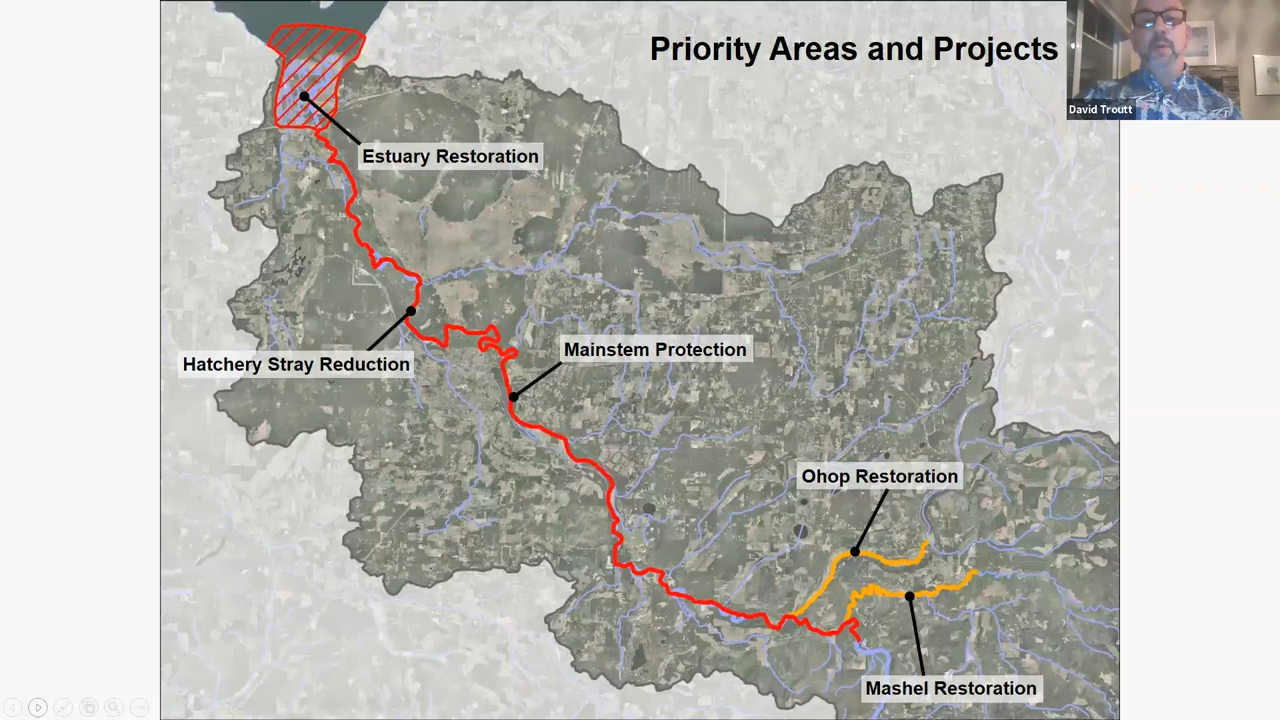 Priority Areas and Projects
David Troutt
Estuary Restoration
Hatchery Stray Reduction
Mainstem Protection
Ohop Restoration
Mashel Restoration